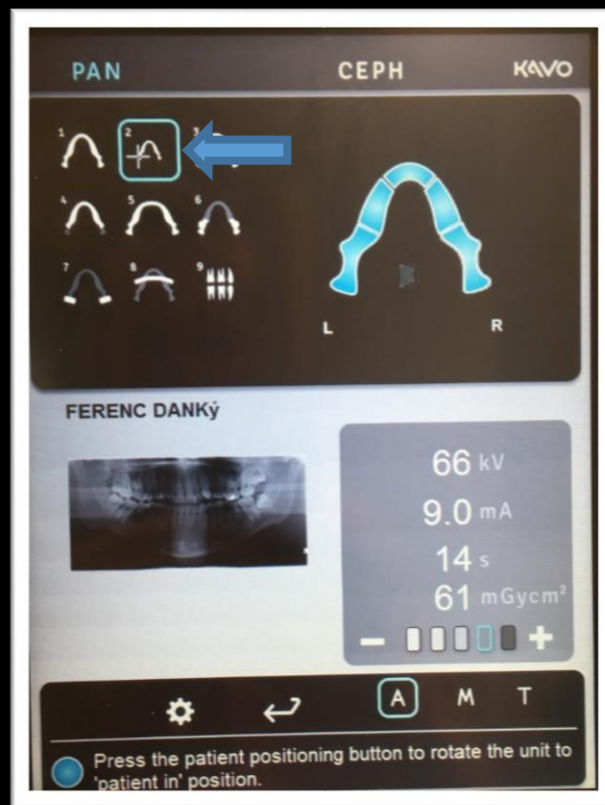 PAN CEPH KAVO
1 2 3
4 5 6
7 8 9
L R
FERENC DANKý
66 kV
9.0 mA
14 s
61 mGycm²
− +
A M T
Press the patient positioning button to rotate the unit to
'patient in' position.